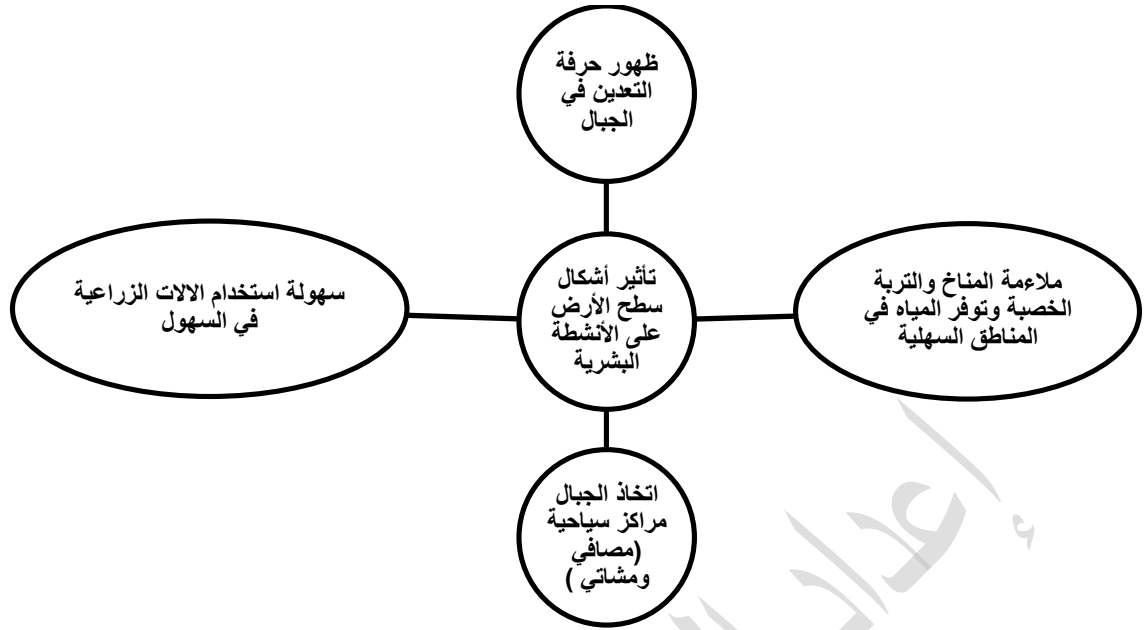 ظهور حرفة
التعدين في
الجبال
ملاءمة المناخ والتربة
الخصبة وتوفر المياه في
المناطق السهلية
تأثير أشكال
سطح الأرض
على الأنشطة
البشرية
سهولة استخدام الالات الزراعية
في السهول
اتخاذ الجبال
مراكز سياحية
(مصافي
ومشاتي )
إعداد